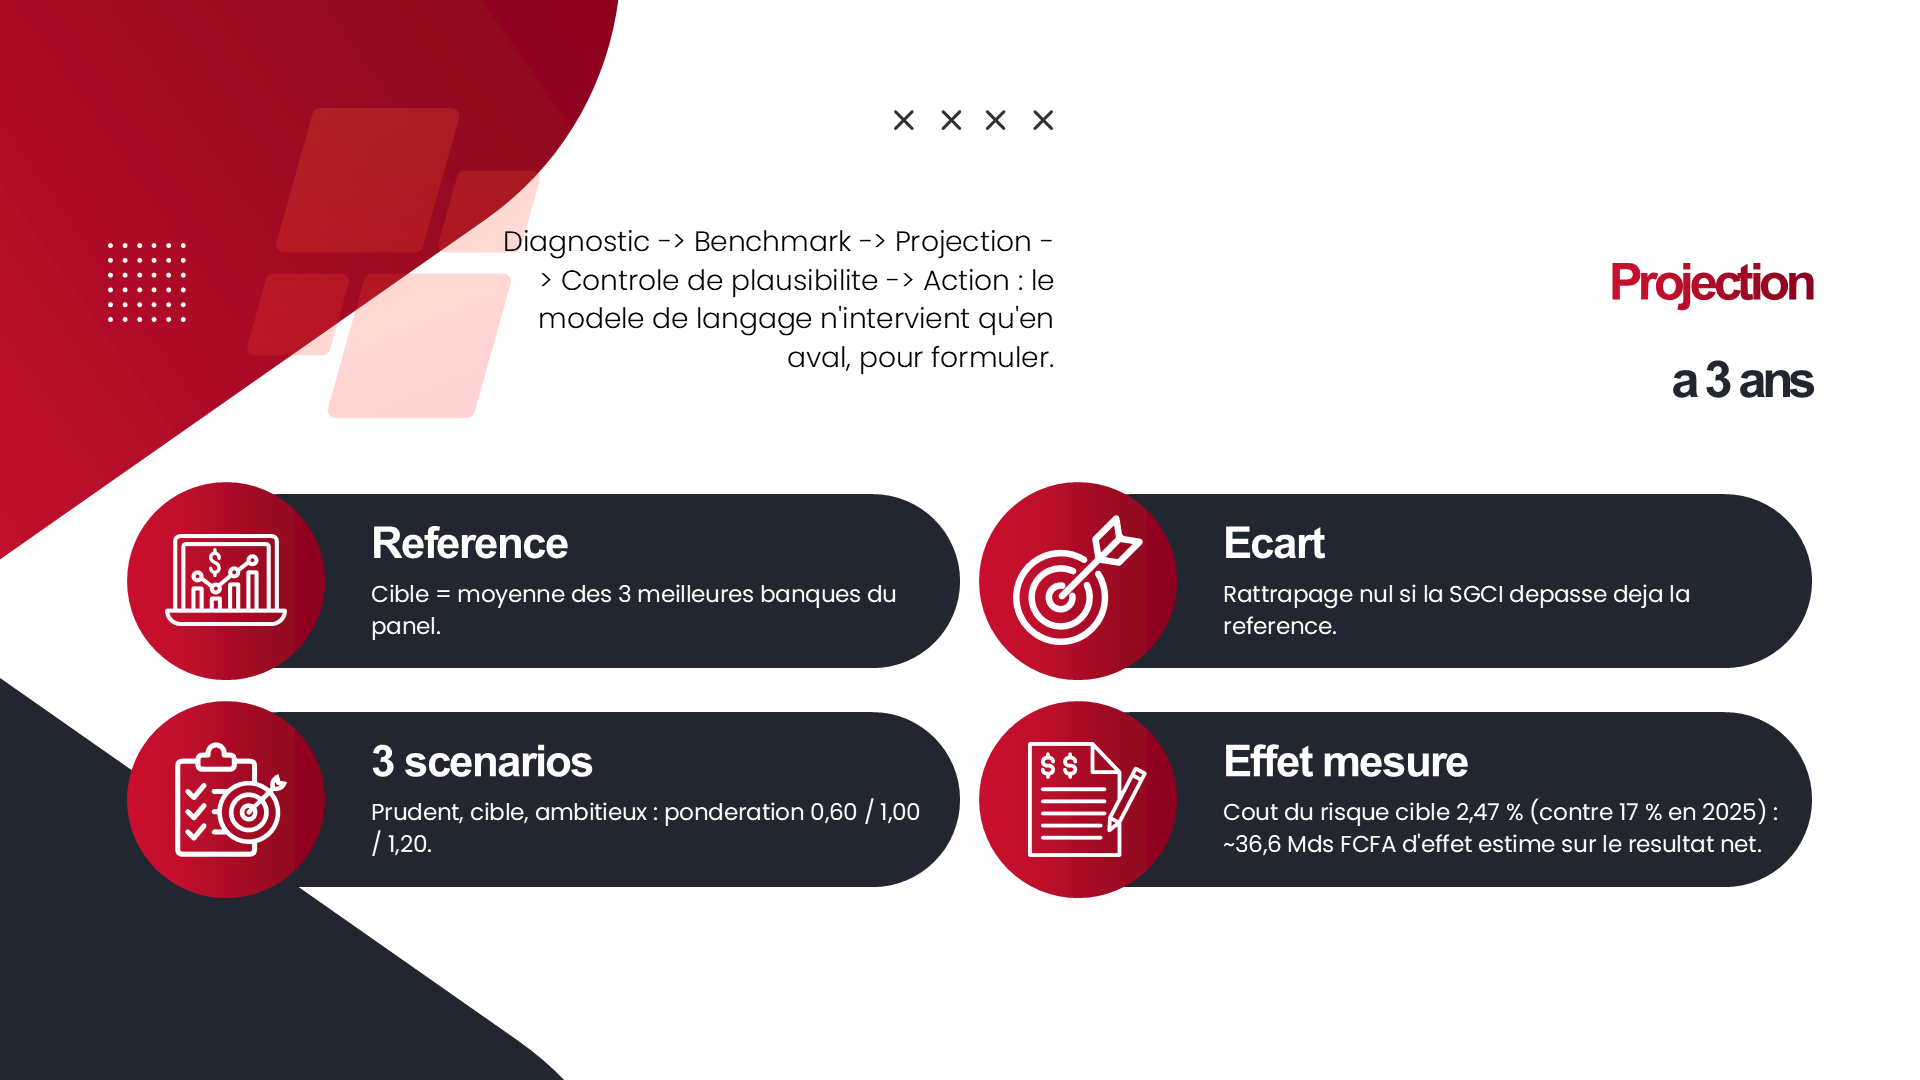 Diagnostic -> Benchmark -> Projection -
> Controle de plausibilite -> Action : le
modele de langage n'intervient qu'en
aval, pour formuler.
Projection
a 3 ans
Reference
Cible = moyenne des 3 meilleures banques du
panel.
Ecart
Rattrapage nul si la SGCI depasse deja la
reference.
3 scenarios
Prudent, cible, ambitieux : ponderation 0,60 / 1,00
/ 1,20.
Effet mesure
Cout du risque cible 2,47 % (contre 17 % en 2025) :
~36,6 Mds FCFA d'effet estime sur le resultat net.